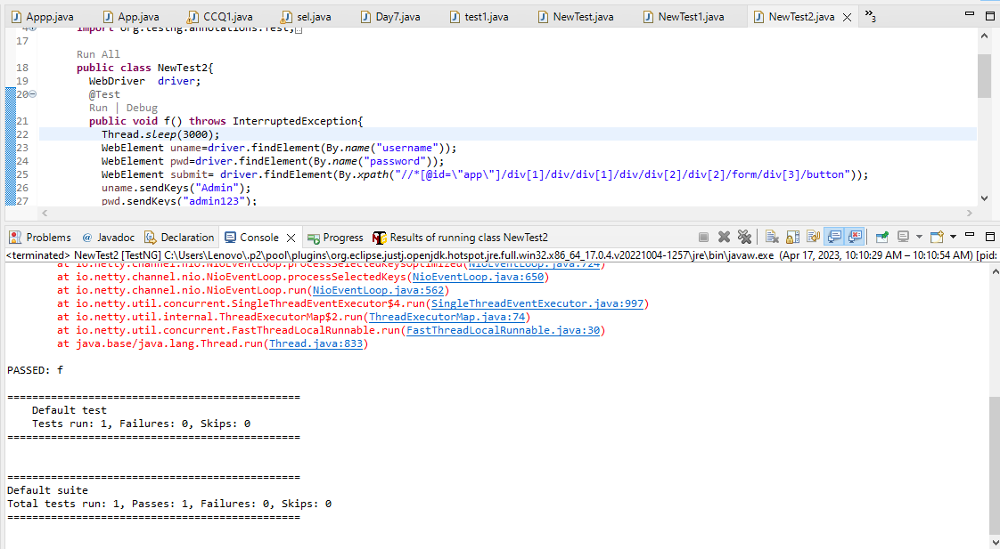 Appp.java App.java CCQ1.java sel.java Day7.java test1.java NewTest.java NewTest1.java NewTest2.java »3
import org.testng.annotations.Test;
17
Run All
18 public class NewTest2{
19 WebDriver driver;
20 @Test
Run | Debug
21 public void f() throws InterruptedException{
22 Thread.sleep(3000);
23 WebElement uname=driver.findElement(By.name("username"));
24 WebElement pwd=driver.findElement(By.name("password"));
25 WebElement submit= driver.findElement(By.xpath("//*[@id=\"app\"]/div[1]/div/div[1]/div/div[2]/div[2]/form/div[3]/button"));
26 uname.sendKeys("Admin");
27 pwd.sendKeys("admin123");
Problems @ Javadoc Declaration Console Progress Results of running class NewTest2
<terminated> NewTest2 [TestNG] C:\Users\Lenovo\.p2\pool\plugins\org.eclipse.justj.openjdk.hotspot.jre.full.win32.x86_64_17.0.4.v20221004-1257\jre\bin\javaw.exe (Apr 17, 2023, 10:10:29 AM – 10:10:54 AM) [pid:
at io.netty.channel.nio.NioEventLoop.processSelectedKeysOptimized(NioEventLoop.java:724)
at io.netty.channel.nio.NioEventLoop.processSelectedKeys(NioEventLoop.java:650)
at io.netty.channel.nio.NioEventLoop.run(NioEventLoop.java:562)
at io.netty.util.concurrent.SingleThreadEventExecutor$4.run(SingleThreadEventExecutor.java:997)
at io.netty.util.internal.ThreadExecutorMap$2.run(ThreadExecutorMap.java:74)
at io.netty.util.concurrent.FastThreadLocalRunnable.run(FastThreadLocalRunnable.java:30)
at java.base/java.lang.Thread.run(Thread.java:833)
PASSED: f
===============================================
Default test
Tests run: 1, Failures: 0, Skips: 0
===============================================
===============================================
Default suite
Total tests run: 1, Passes: 1, Failures: 0, Skips: 0
===============================================